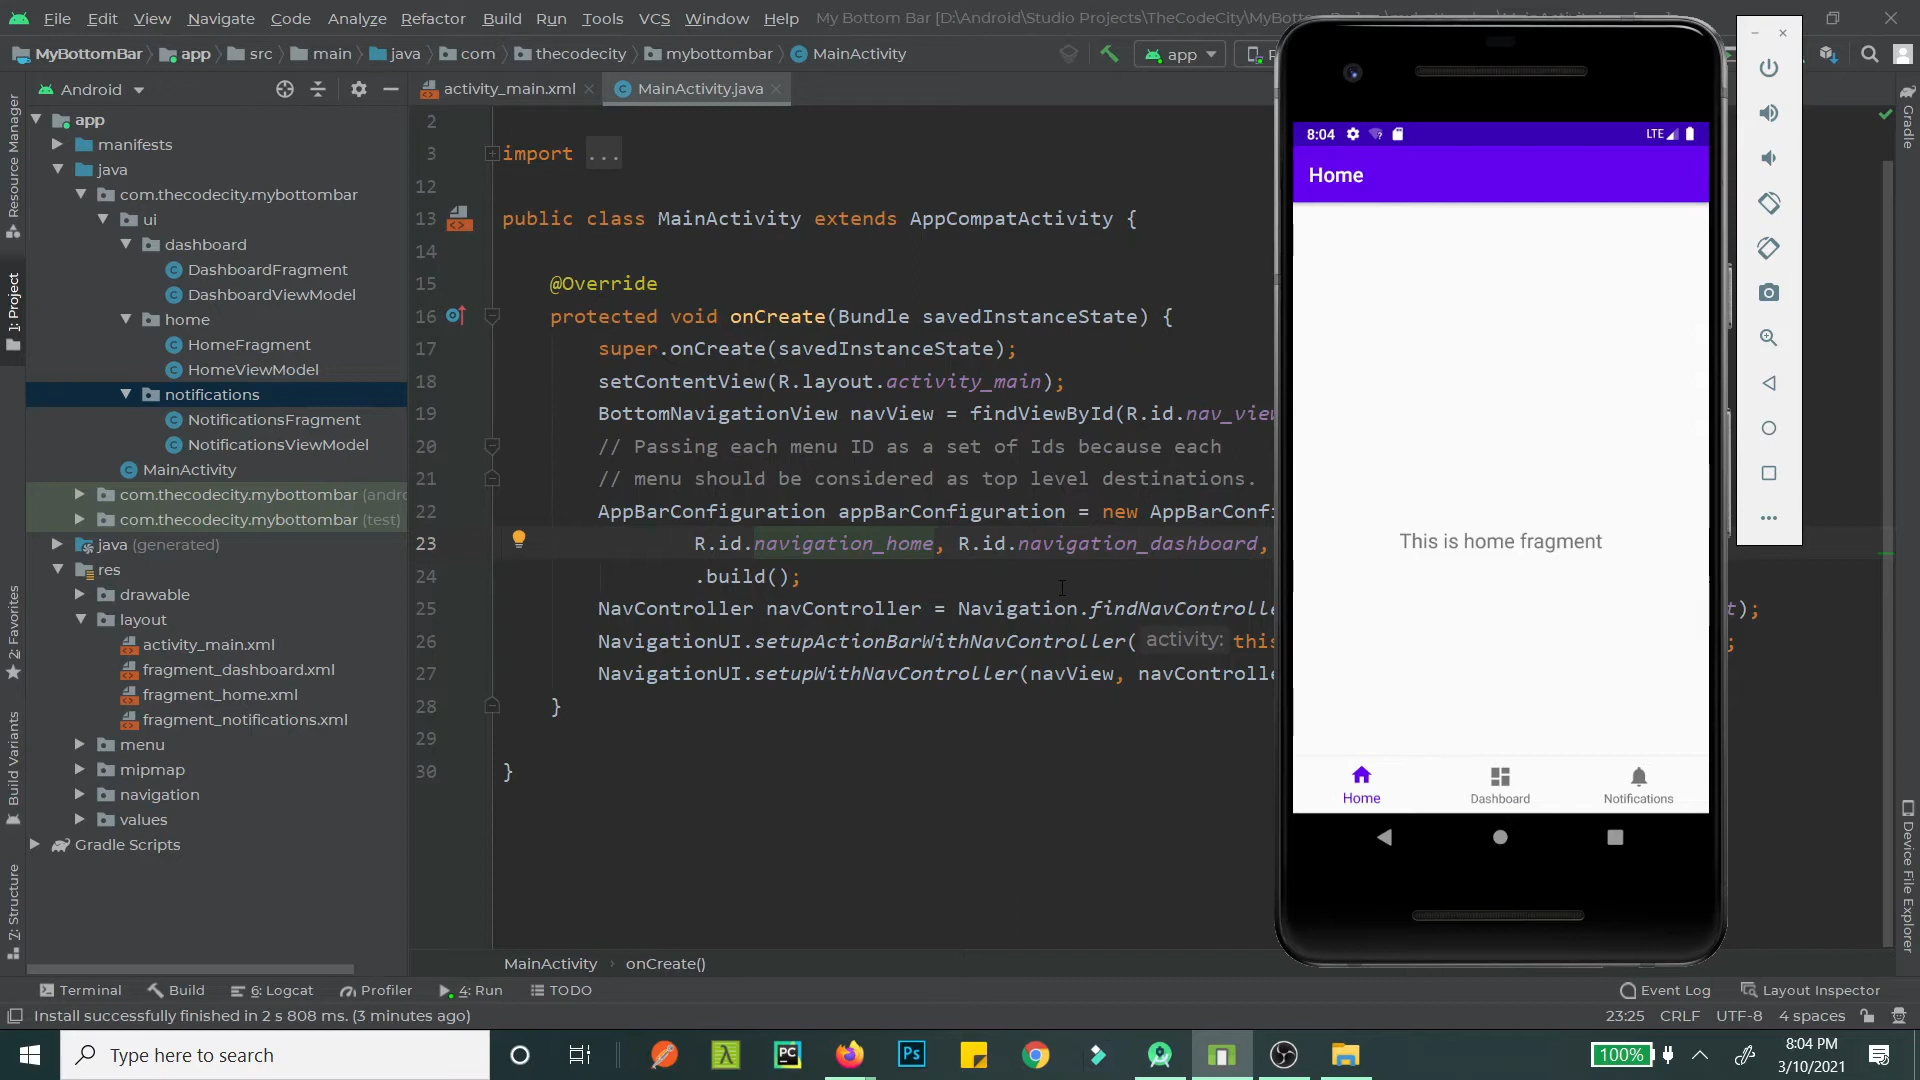 File Edit View Navigate Code Analyze Refactor Build Run Tools VCS Window Help My Bottom Bar [D:\Android\Studio Projects\TheCodeCity\MyBotto
MyBottomBar app src main java com thecodecity mybottombar MainActivity app
Android
activity_main.xml MainActivity.java
app
manifests
java
com.thecodecity.mybottombar
ui
dashboard
DashboardFragment
DashboardViewModel
home
HomeFragment
HomeViewModel
notifications
NotificationsFragment
NotificationsViewModel
MainActivity
com.thecodecity.mybottombar (andro
com.thecodecity.mybottombar (test)
java (generated)
res
drawable
layout
activity_main.xml
fragment_dashboard.xml
fragment_home.xml
fragment_notifications.xml
menu
mipmap
navigation
values
Gradle Scripts
Resource Manager
1: Project
2: Favorites
Build Variants
7: Structure
2
3 import ...
12
13 public class MainActivity extends AppCompatActivity {
14
15 @Override
16 protected void onCreate(Bundle savedInstanceState) {
17 super.onCreate(savedInstanceState);
18 setContentView(R.layout.activity_main);
19 BottomNavigationView navView = findViewById(R.id.nav_view
20 // Passing each menu ID as a set of Ids because each
21 // menu should be considered as top level destinations.
22 AppBarConfiguration appBarConfiguration = new AppBarConfi
23 R.id.navigation_home, R.id.navigation_dashboard,
24 .build();
25 NavController navController = Navigation.findNavControlle t);
26 NavigationUI.setupActionBarWithNavController( activity: this ;
27 NavigationUI.setupWithNavController(navView, navControlle
28 }
29
30 }
MainActivity onCreate()
8:04 LTE
Home
This is home fragment
Home Dashboard Notifications
Gradle
Device File Explorer
Terminal Build 6: Logcat Profiler 4: Run TODO Event Log Layout Inspector
Install successfully finished in 2 s 808 ms. (3 minutes ago) 23:25 CRLF UTF-8 4 spaces
Type here to search
PC
Ps
100%
8:04 PM
3/10/2021